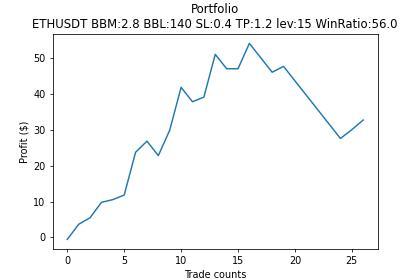 Portfolio
ETHUSDT BBM:2.8 BBL:140 SL:0.4 TP:1.2 lev:15 WinRatio:56.0
Profit ($)
50
40
30
20
10
0
0 5 10 15 20 25
Trade counts